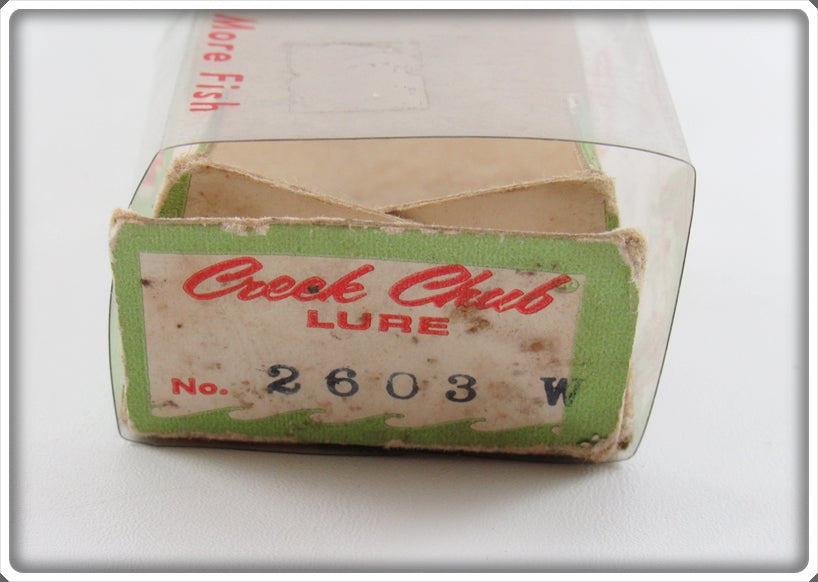 More Fish
Creek Chub®
LURE
No. 2603 W